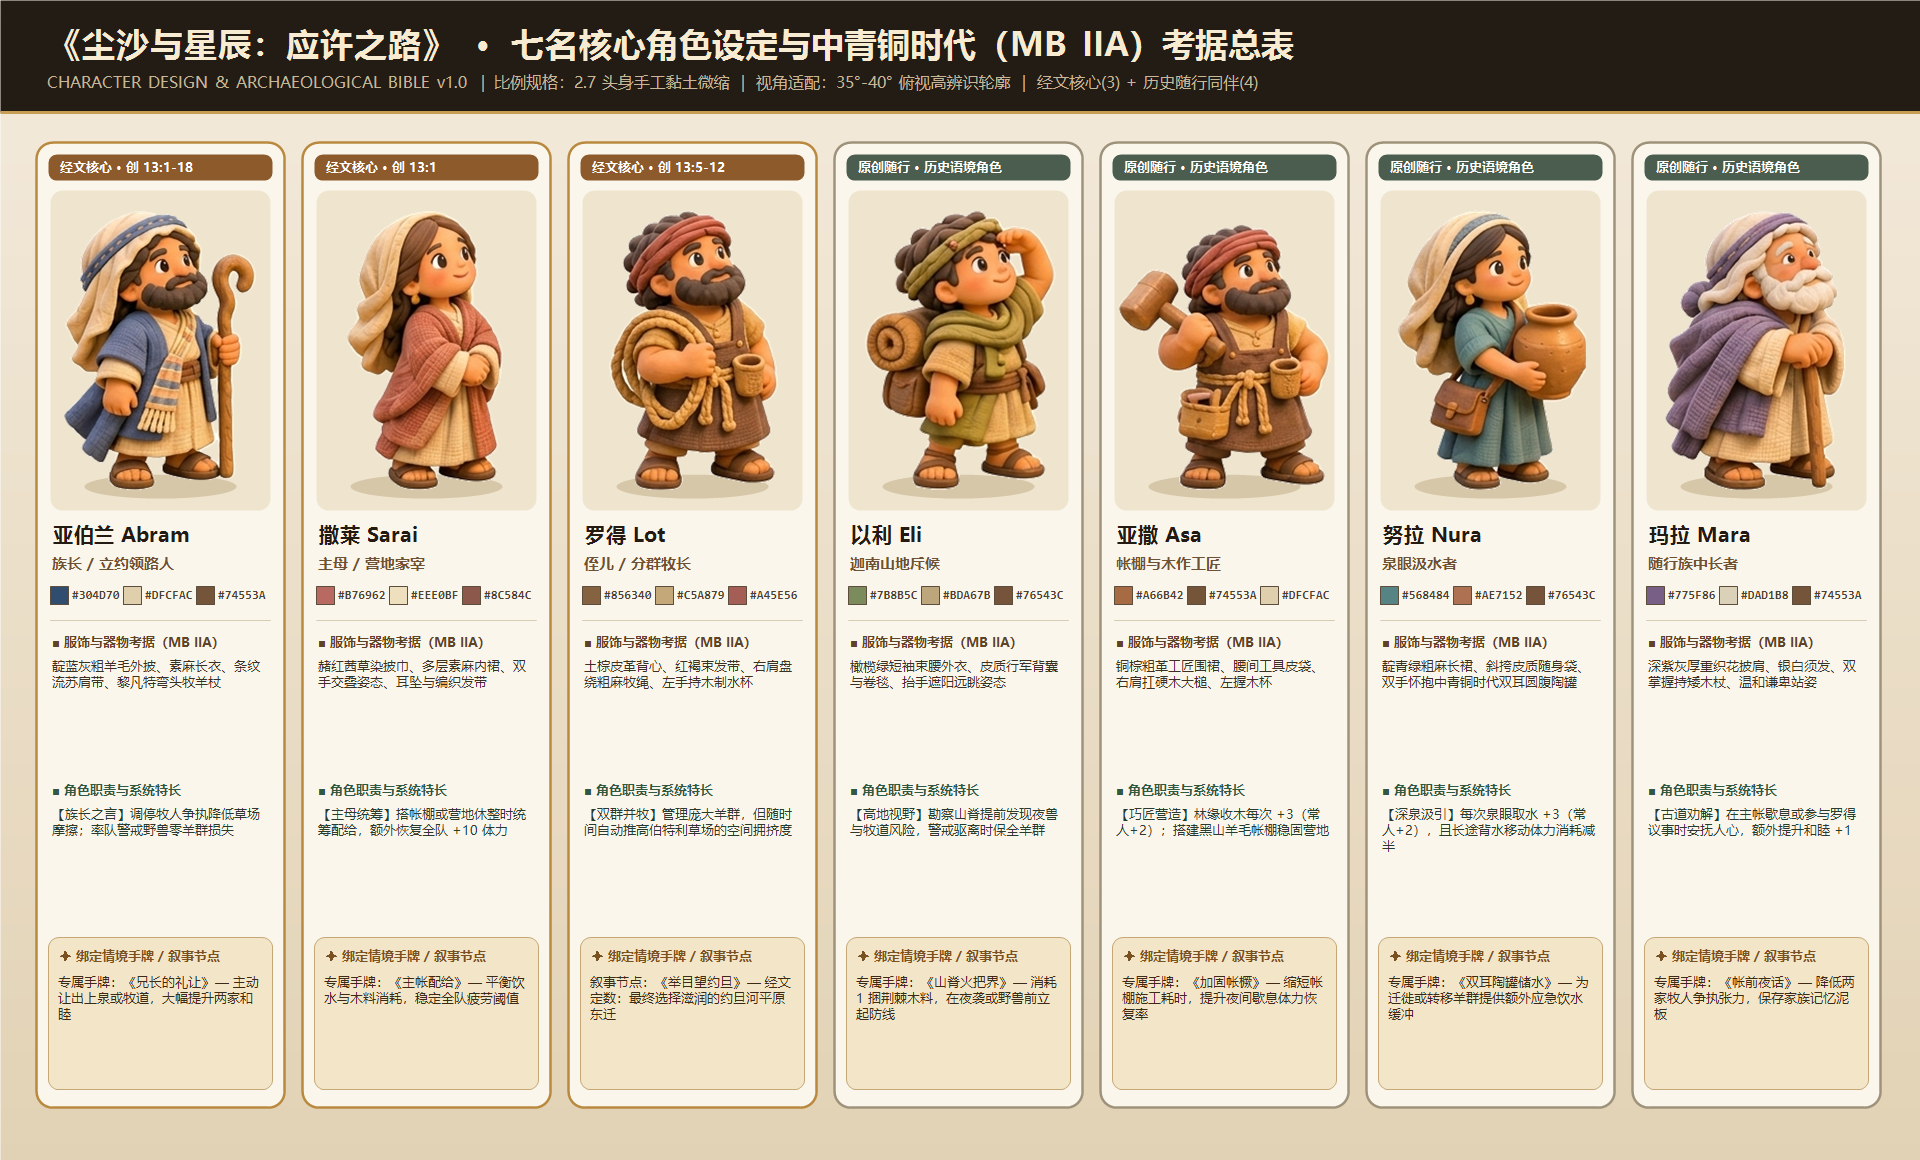 《尘沙与星辰：应许之路》 • 七名核心角色设定与中青铜时代（MB IIA）考据总表
CHARACTER DESIGN & ARCHAEOLOGICAL BIBLE v1.0 | 比例规格：2.7 头身手工黏土微缩 | 视角适配：35°-40° 俯视高辨识轮廓 | 经文核心(3) + 历史随行同伴(4)
经文核心 • 创 13:1-18
亚伯兰 Abram
族长 / 立约领路人
#304D70 #DFCFAC #74553A
▪ 服饰与器物考据（MB IIA）
靛蓝灰粗羊毛外披、素麻长衣、条纹
流苏肩带、黎凡特弯头牧羊杖
▪ 角色职责与系统特长
【族长之言】调停牧人争执降低草场
摩擦；率队警戒野兽零羊群损失
✦ 绑定情境手牌 / 叙事节点
专属手牌：《兄长的礼让》— 主动
让出上泉或牧道，大幅提升两家和
睦
经文核心 • 创 13:1
撒莱 Sarai
主母 / 营地家宰
#B76962 #EEE0BF #8C584C
▪ 服饰与器物考据（MB IIA）
赭红茜草染披巾、多层素麻内裙、双
手交叠姿态、耳坠与编织发带
▪ 角色职责与系统特长
【主母统筹】搭帐棚或营地休整时统
筹配给，额外恢复全队 +10 体力
✦ 绑定情境手牌 / 叙事节点
专属手牌：《主帐配给》— 平衡饮
水与木料消耗，稳定全队疲劳阈值
经文核心 • 创 13:5-12
罗得 Lot
侄儿 / 分群牧长
#856340 #C5A879 #A45E56
▪ 服饰与器物考据（MB IIA）
土棕皮革背心、红褐束发带、右肩盘
绕粗麻牧绳、左手持木制水杯
▪ 角色职责与系统特长
【双群并牧】管理庞大羊群，但随时
间自动推高伯特利草场的空间拥挤度
✦ 绑定情境手牌 / 叙事节点
叙事节点：《举目望约旦》— 经文
定数：最终选择滋润的约旦河平原
东迁
原创随行 • 历史语境角色
以利 Eli
迦南山地斥候
#7B8B5C #BDA67B #76543C
▪ 服饰与器物考据（MB IIA）
橄榄绿短袖束腰外衣、皮质行军背囊
与卷毯、抬手遮阳远眺姿态
▪ 角色职责与系统特长
【高地视野】勘察山脊提前发现夜兽
与牧道风险，警戒驱离时保全羊群
✦ 绑定情境手牌 / 叙事节点
专属手牌：《山脊火把界》— 消耗
1 捆荆棘木料，在夜袭或野兽前立
起防线
原创随行 • 历史语境角色
亚撒 Asa
帐棚与木作工匠
#A66B42 #74553A #DFCFAC
▪ 服饰与器物考据（MB IIA）
铜棕粗革工匠围裙、腰间工具皮袋、
右肩扛硬木大槌、左握木杯
▪ 角色职责与系统特长
【巧匠营造】林缘收木每次 +3（常
人+2）；搭建黑山羊毛帐棚稳固营地
✦ 绑定情境手牌 / 叙事节点
专属手牌：《加固帐橛》— 缩短帐
棚施工耗时，提升夜间歇息体力恢
复率
原创随行 • 历史语境角色
努拉 Nura
泉眼汲水者
#568484 #AE7152 #76543C
▪ 服饰与器物考据（MB IIA）
靛青绿粗麻长裙、斜挎皮质随身袋、
双手怀抱中青铜时代双耳圆腹陶罐
▪ 角色职责与系统特长
【深泉汲引】每次泉眼取水 +3（常
人+2），且长途背水移动体力消耗减
半
✦ 绑定情境手牌 / 叙事节点
专属手牌：《双耳陶罐储水》— 为
迁徙或转移羊群提供额外应急饮水
缓冲
原创随行 • 历史语境角色
玛拉 Mara
随行族中长者
#775F86 #DAD1B8 #74553A
▪ 服饰与器物考据（MB IIA）
深紫灰厚重织花披肩、银白须发、双
掌握持矮木杖、温和谦卑站姿
▪ 角色职责与系统特长
【古道劝解】在主帐歇息或参与罗得
议事时安抚人心，额外提升和睦 +1
✦ 绑定情境手牌 / 叙事节点
专属手牌：《帐前夜话》— 降低两
家牧人争执张力，保存家族记忆泥
板